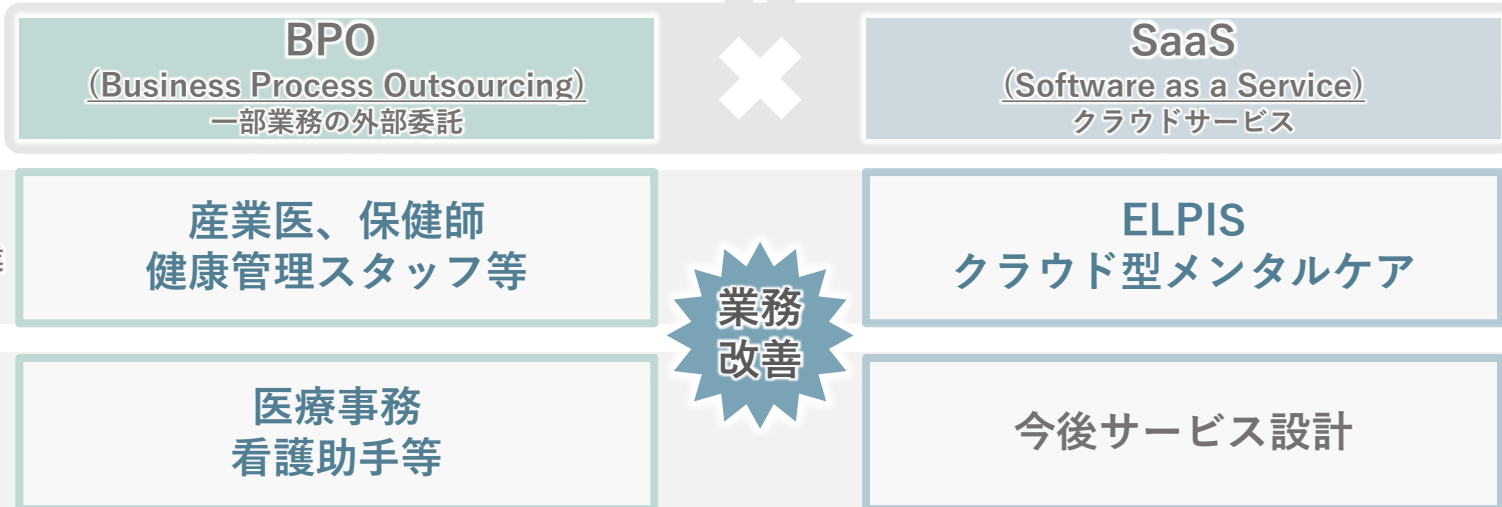 BPO
(Business Process Outsourcing)
一部業務の外部委託
SaaS
(Software as a Service)
クラウドサービス
産業医、保健師
健康管理スタッフ等
業務
改善
ELPIS
クラウド型メンタルケア
医療事務
看護助手等
今後サービス設計